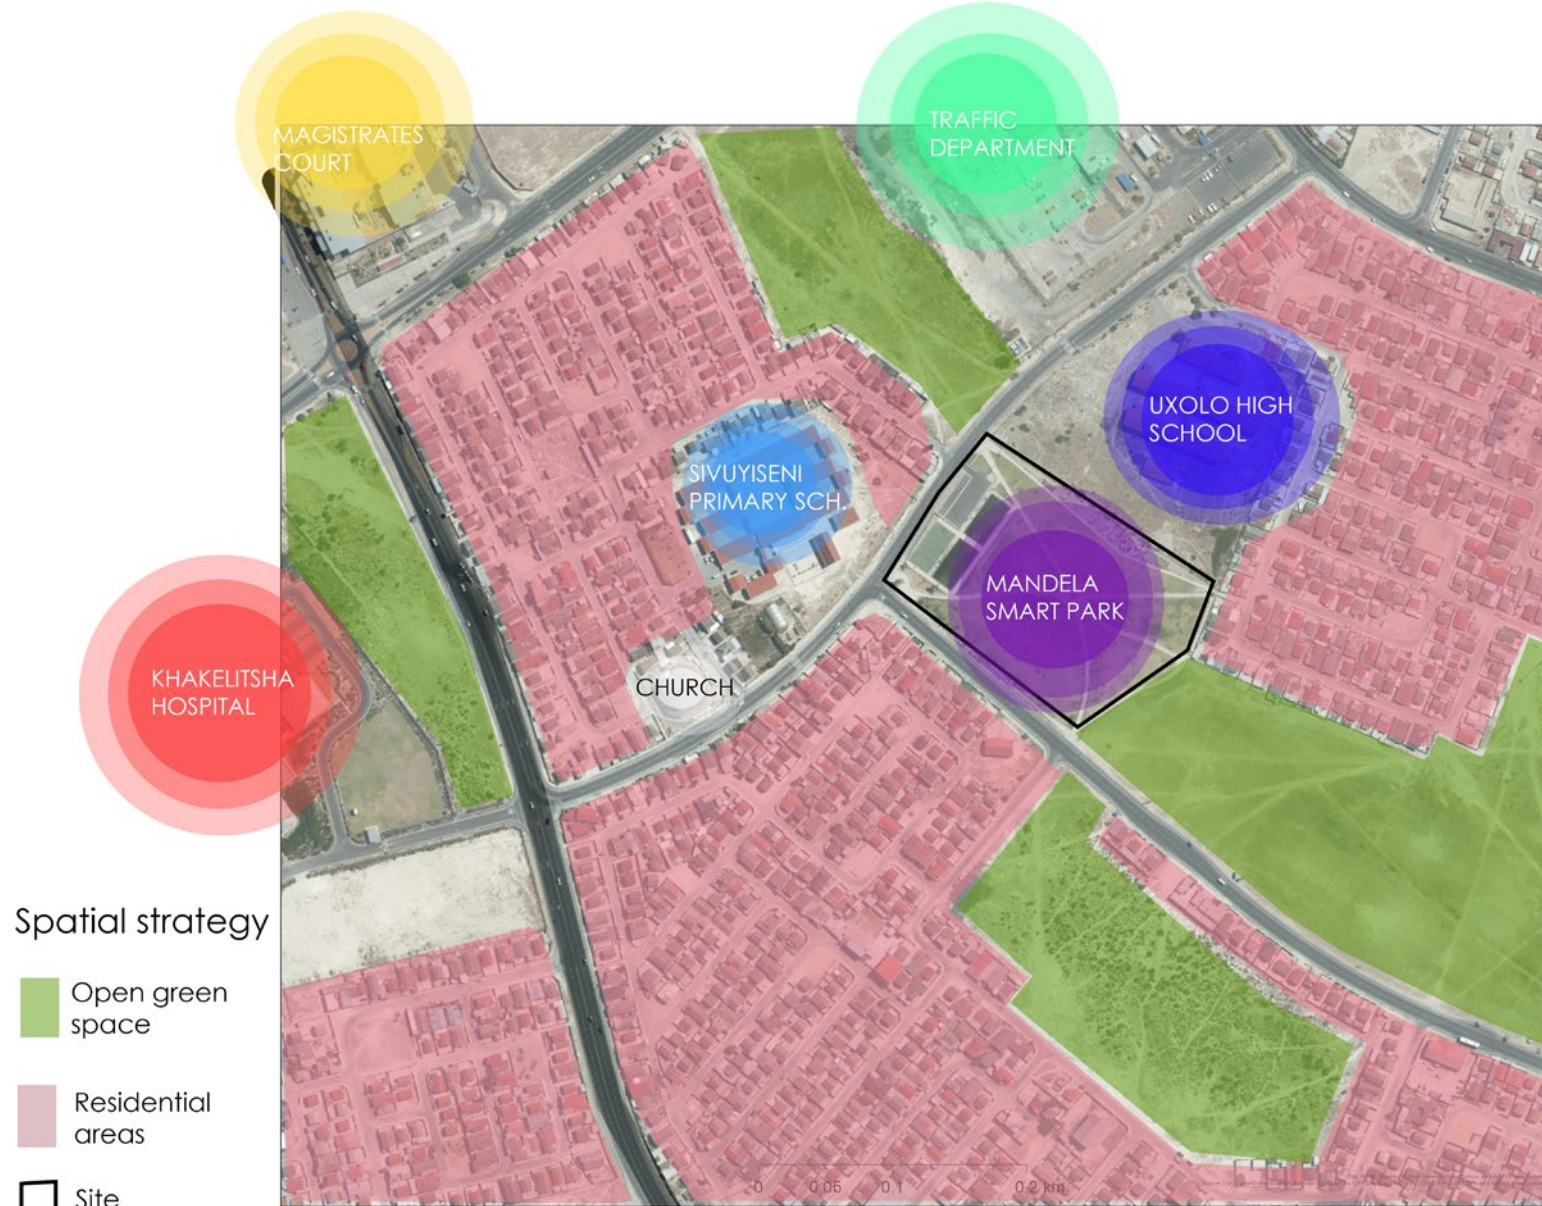 MAGISTRATES
COURT
TRAFFIC
DEPARTMENT
UXOLO HIGH
SCHOOL
SIVUYISENI
PRIMARY SCH.
MANDELA
SMART PARK
KHAKELITSHA
HOSPITAL
CHURCH
Spatial strategy
Open green
space
Residential
areas
Site
0 0.05 0.1 0.2 km